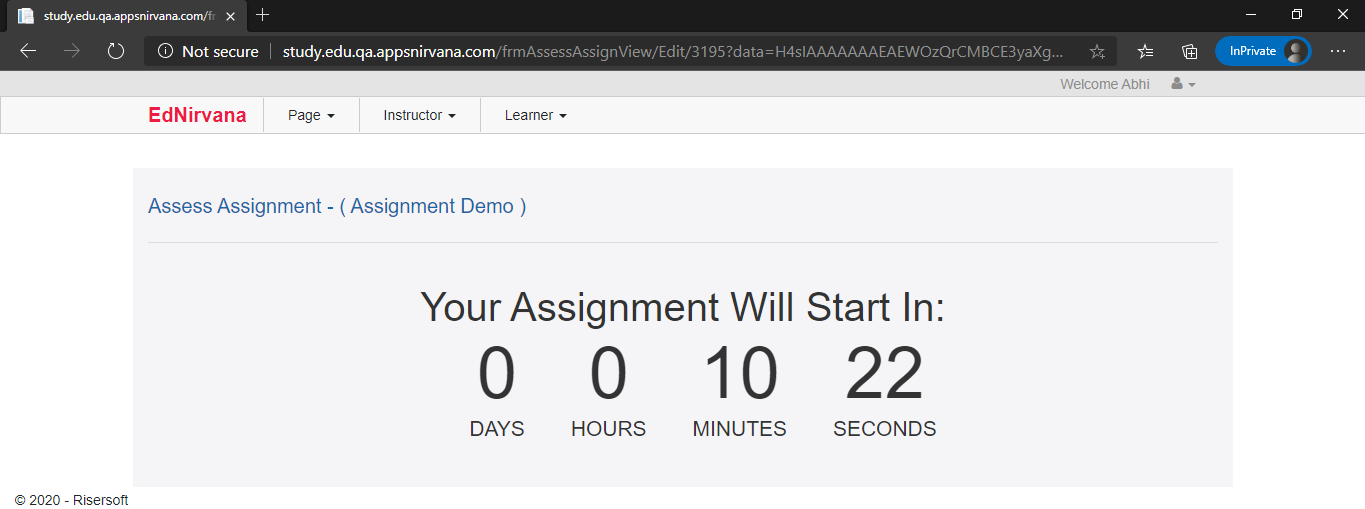 study.edu.qa.appsnirvana.com/fr
Not secure study.edu.qa.appsnirvana.com/frmAssessAssignView/Edit/3195?data=H4sIAAAAAAAEAEWOzQrCMBCE3yaXg... InPrivate
Welcome Abhi
EdNirvana Page Instructor Learner
Assess Assignment - ( Assignment Demo )
Your Assignment Will Start In:
0 0 10 22
DAYS HOURS MINUTES SECONDS
© 2020 - Risersoft